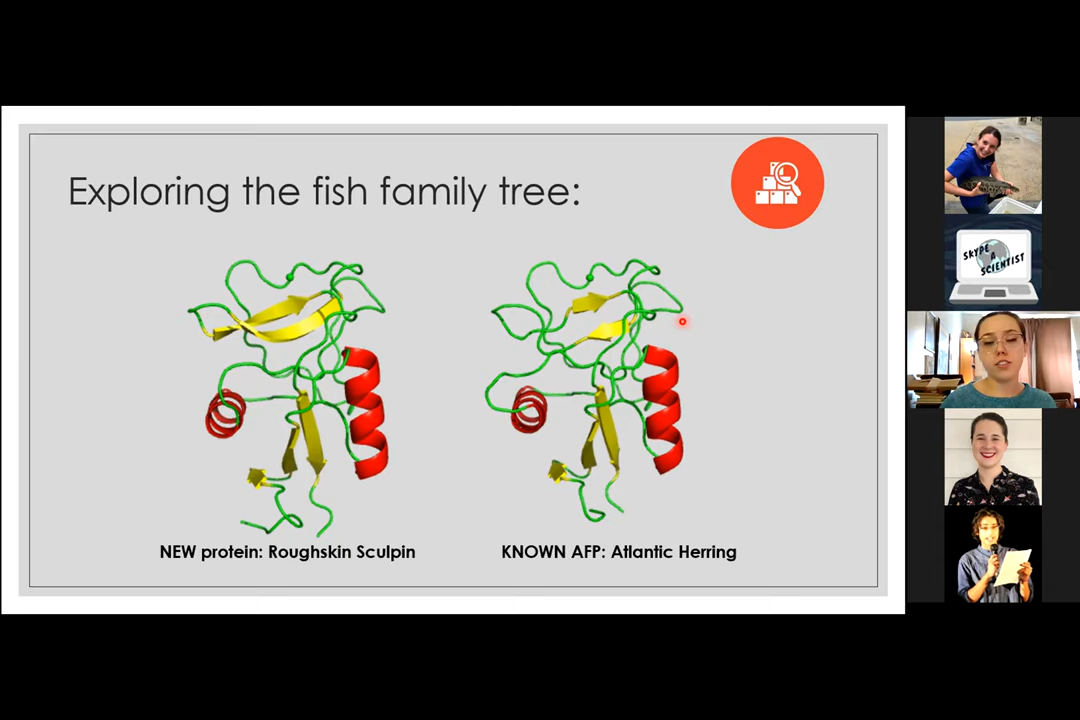 Exploring the fish family tree:
NEW protein: Roughskin Sculpin
KNOWN AFP: Atlantic Herring
SKYPE
A
SCIENTIST